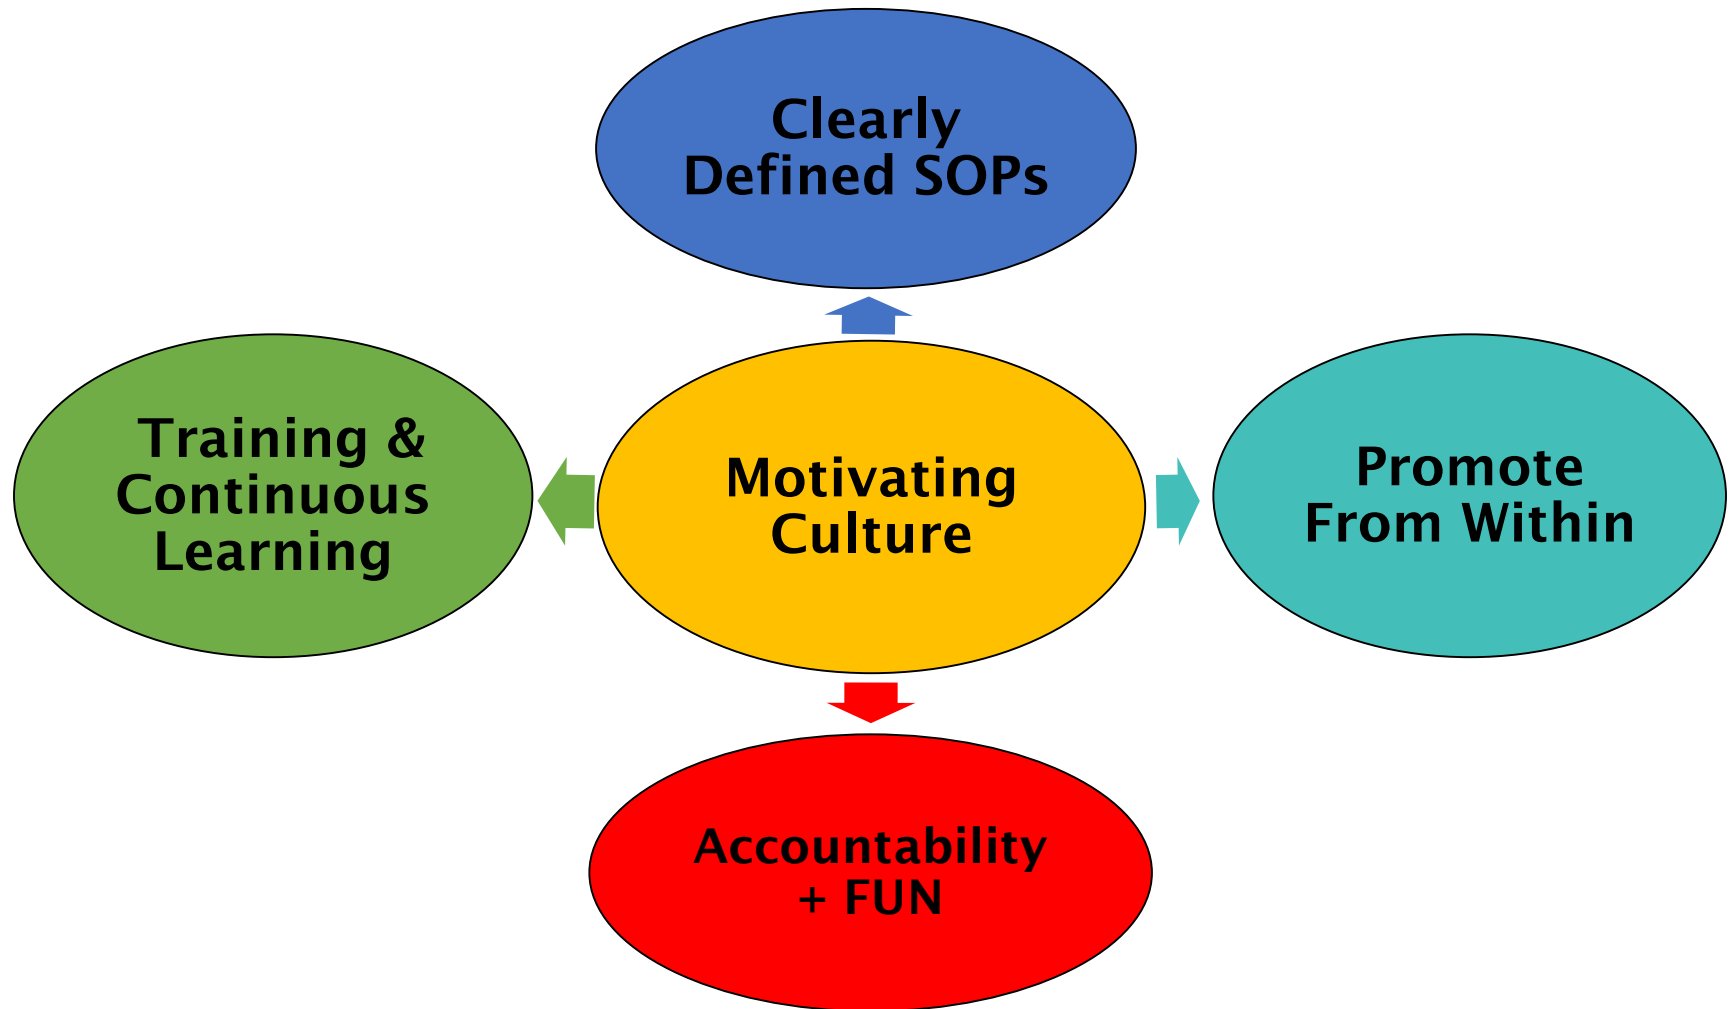 Clearly
Defined SOPs
Training &
Continuous
Learning
Motivating
Culture
Promote
From Within
Accountability
+ FUN